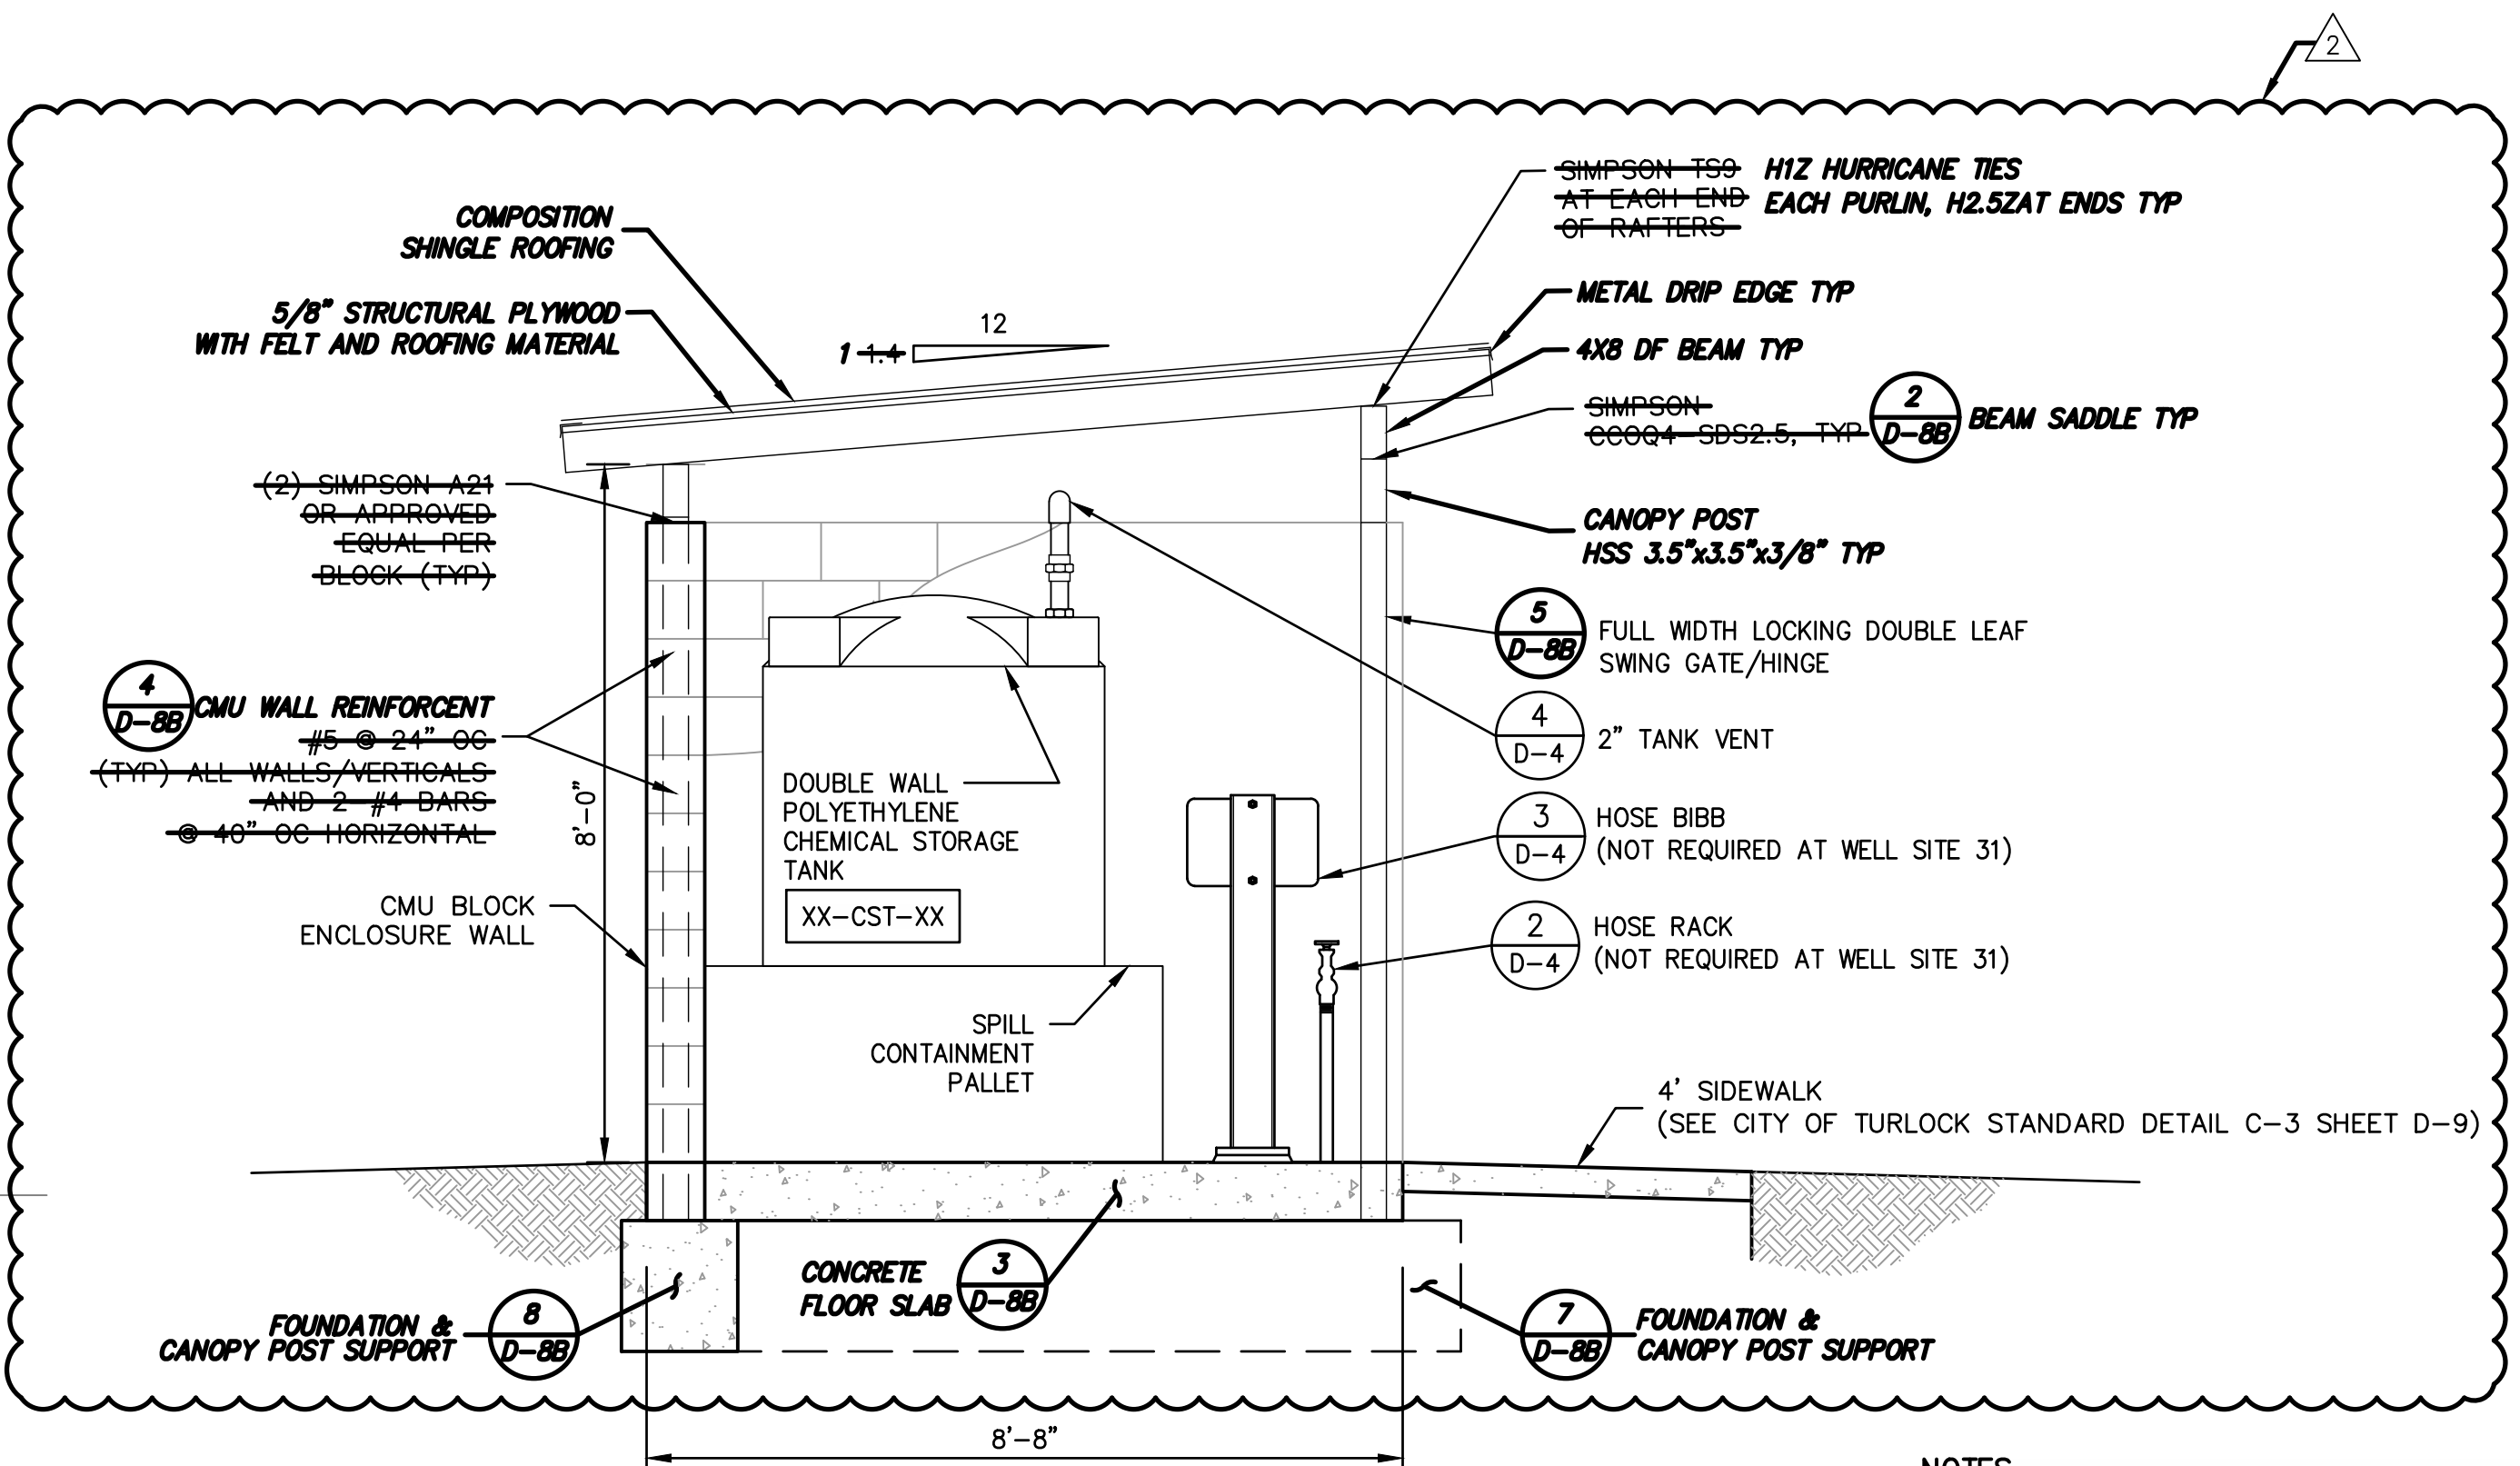 2
COMPOSITION
SHINGLE ROOFING
5/8" STRUCTURAL PLYWOOD
WITH FELT AND ROOFING MATERIAL
12
1 1.4
SIMPSON TS9
AT EACH END
OF RAFTERS
H1Z HURRICANE TIES
EACH PURLIN, H2.5ZAT ENDS TYP
METAL DRIP EDGE TYP
4X8 DF BEAM TYP
SIMPSON
CCOQ4-SDS2.5, TYP
2
D-8B
BEAM SADDLE TYP
CANOPY POST
HSS 3.5"x3.5"x3/8" TYP
(2) SIMPSON A21
OR APPROVED
EQUAL PER
BLOCK (TYP)
5
D-8B
FULL WIDTH LOCKING DOUBLE LEAF
SWING GATE/HINGE
4
D-8B
CMU WALL REINFORCENT
#5 @ 24" OC
(TYP) ALL WALLS/VERTICALS
AND 2-#4 BARS
@ 40" OC HORIZONTAL
8'-0"
4
D-4
2" TANK VENT
DOUBLE WALL
POLYETHYLENE
CHEMICAL STORAGE
TANK
XX-CST-XX
3
D-4
HOSE BIBB
(NOT REQUIRED AT WELL SITE 31)
CMU BLOCK
ENCLOSURE WALL
2
D-4
HOSE RACK
(NOT REQUIRED AT WELL SITE 31)
SPILL
CONTAINMENT
PALLET
4' SIDEWALK
(SEE CITY OF TURLOCK STANDARD DETAIL C-3 SHEET D-9)
CONCRETE
FLOOR SLAB
3
D-8B
FOUNDATION &
CANOPY POST SUPPORT
8
D-8B
7
D-8B
FOUNDATION &
CANOPY POST SUPPORT
8'-8"
NOTES